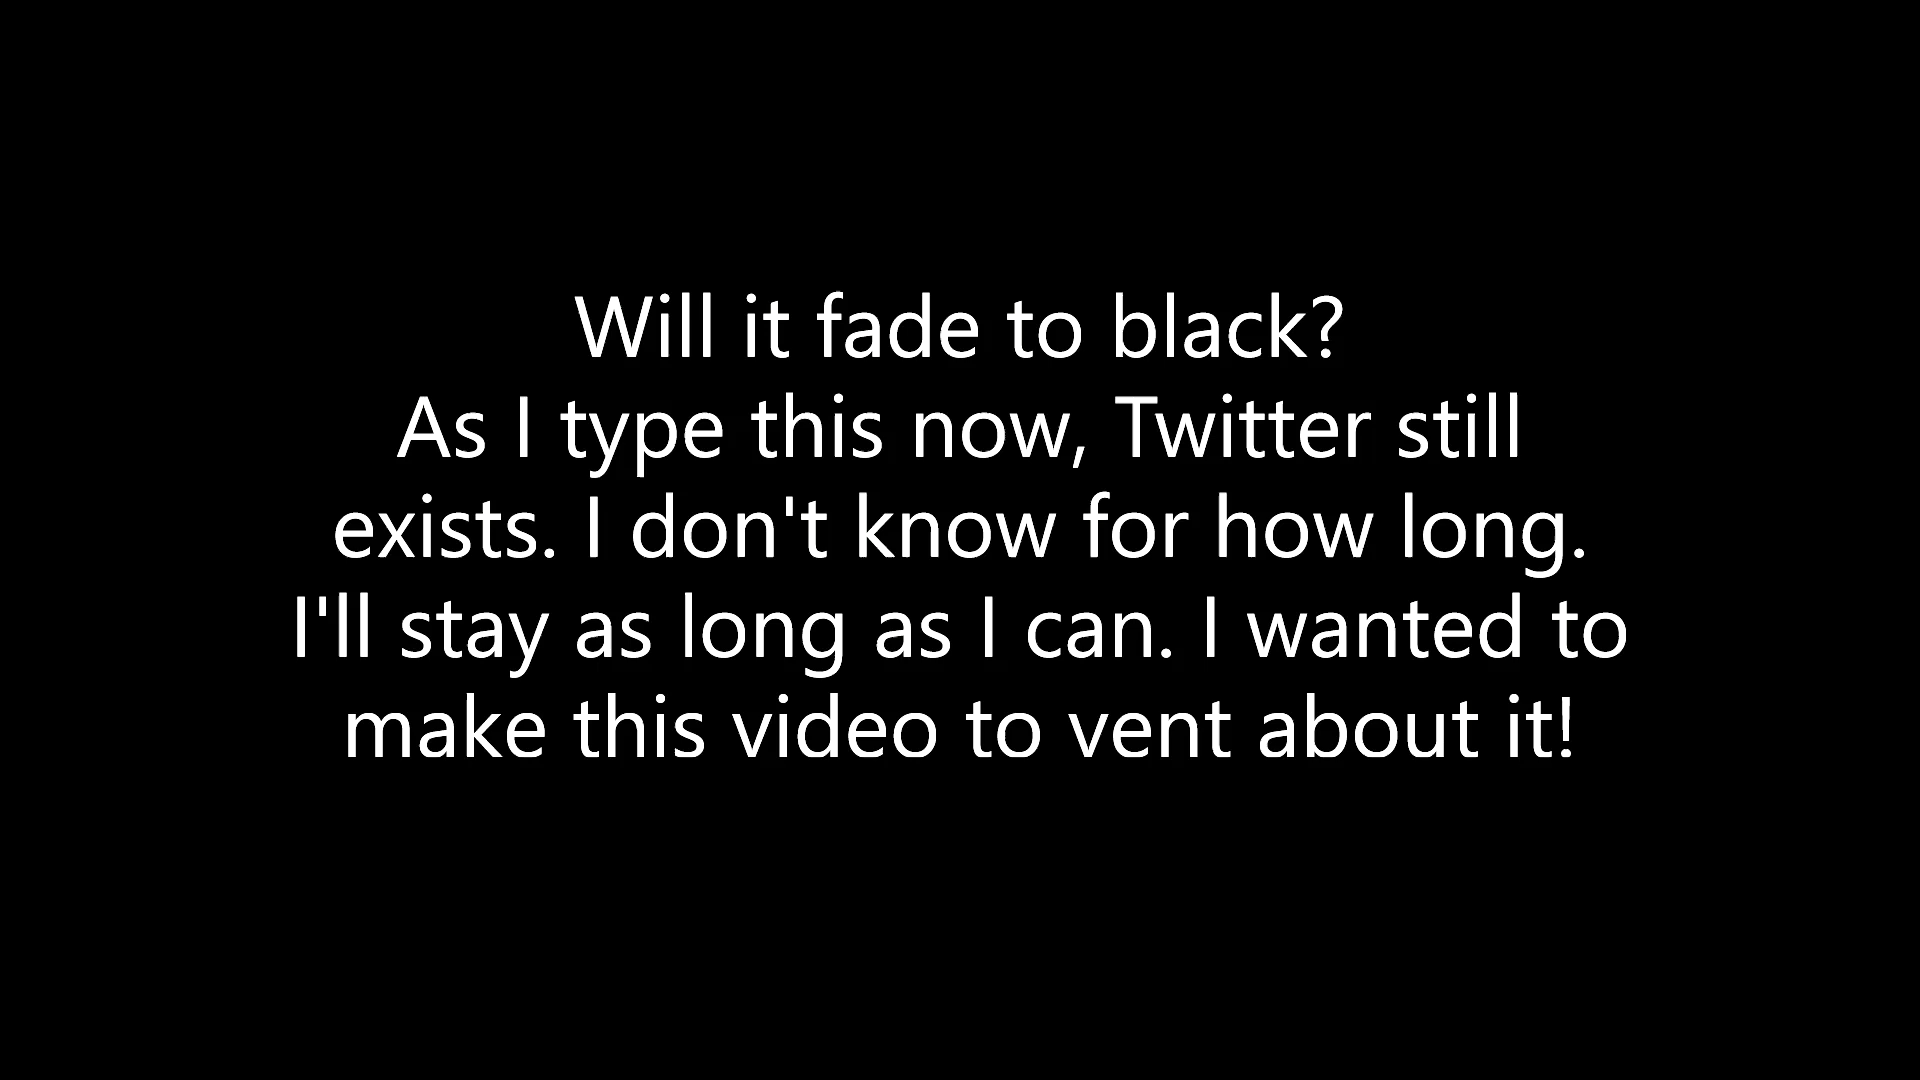 Will it fade to black?
As I type this now, Twitter still
exists. I don't know for how long.
I'll stay as long as I can. I wanted to
make this video to vent about it!